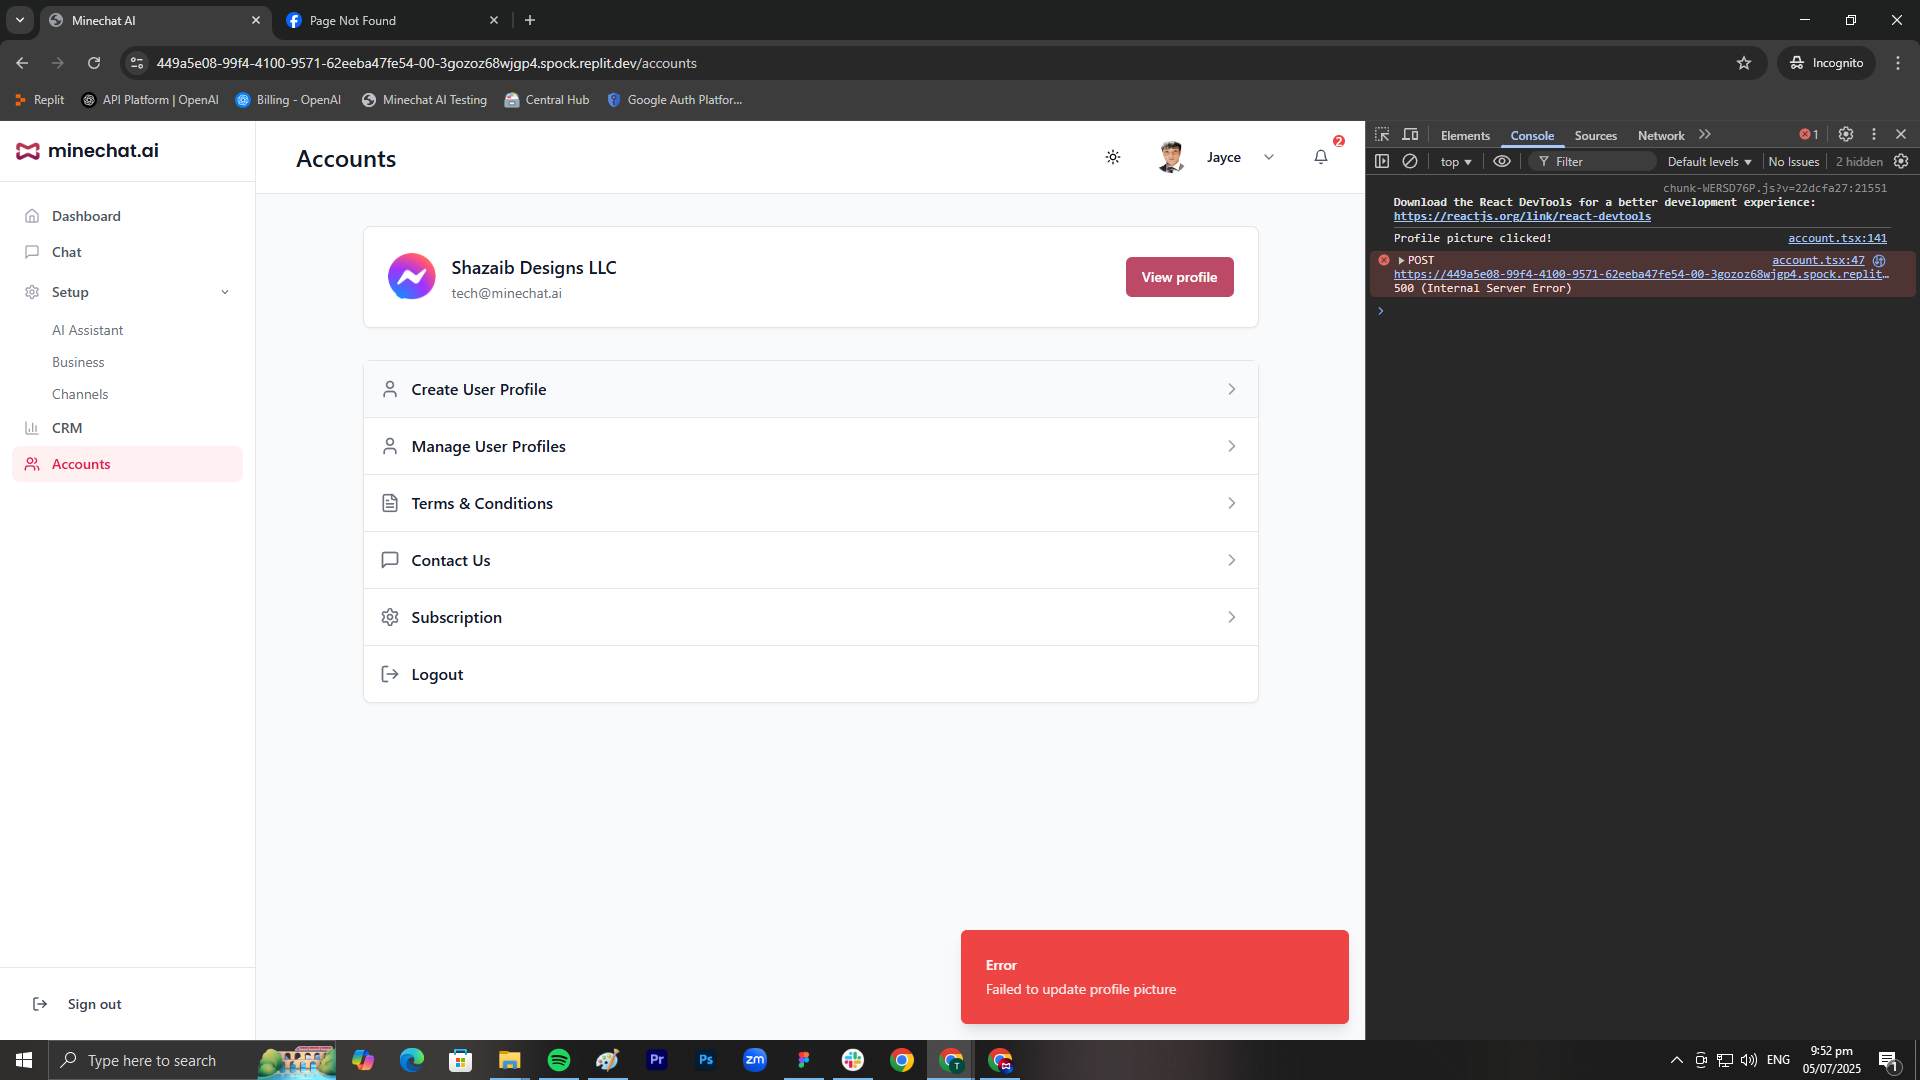 Minechat AI
Page Not Found
449a5e08-99f4-4100-9571-62eeba47fe54-00-3gozoz68wjgp4.spock.replit.dev/accounts
Incognito
Replit
API Platform | OpenAI
Billing - OpenAI
Minechat AI Testing
Central Hub
Google Auth Platfor...
minechat.ai
Dashboard
Chat
Setup
AI Assistant
Business
Channels
CRM
Accounts
Sign out
Accounts
Jayce
2
Shazaib Designs LLC
tech@minechat.ai
View profile
Create User Profile
Manage User Profiles
Terms & Conditions
Contact Us
Subscription
Logout
Error
Failed to update profile picture
Elements
Console
Sources
Network
1
top
Filter
Default levels
No Issues
2 hidden
chunk-WERSD76P.js?v=22dcfa27:21551
Download the React DevTools for a better development experience:
https://reactjs.org/link/react-devtools
Profile picture clicked!
account.tsx:141
POST
account.tsx:47
https://449a5e08-99f4-4100-9571-62eeba47fe54-00-3gozoz68wjgp4.spock.replit…
500 (Internal Server Error)
Type here to search
Pr
Ps
zm
T
ENG
9:52 pm
05/07/2025
1